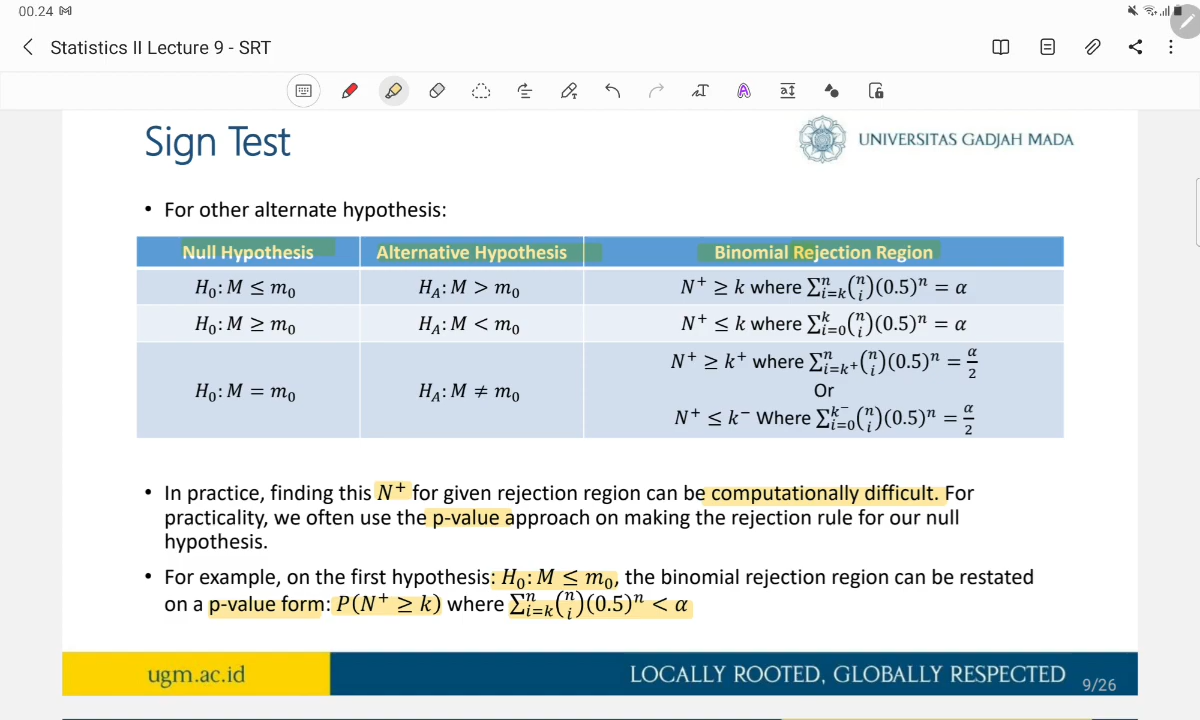 00.24
Statistics II Lecture 9 - SRT
Sign Test
UNIVERSITAS GADJAH MADA
• For other alternate hypothesis:
Null Hypothesis Alternative Hypothesis Binomial Rejection Region
H₀: M ≤ m₀ H_A: M > m₀ N⁺ ≥ k where ∑ⁿᵢ₌ₖ(ⁿᵢ)(0.5)ⁿ = α
H₀: M ≥ m₀ H_A: M < m₀ N⁺ ≤ k where ∑ᵏᵢ₌₀(ⁿᵢ)(0.5)ⁿ = α
H₀: M = m₀ H_A: M ≠ m₀ N⁺ ≥ k⁺ where ∑ⁿᵢ₌ₖ₊(ⁿᵢ)(0.5)ⁿ = α/2
Or
N⁺ ≤ k⁻ Where ∑ᵏ⁻ᵢ₌₀(ⁿᵢ)(0.5)ⁿ = α/2
• In practice, finding this N⁺ for given rejection region can be computationally difficult. For
practicality, we often use the p-value approach on making the rejection rule for our null
hypothesis.
• For example, on the first hypothesis: H₀: M ≤ m₀, the binomial rejection region can be restated
on a p-value form: P(N⁺ ≥ k) where ∑ⁿᵢ₌ₖ(ⁿᵢ)(0.5)ⁿ < α
ugm.ac.id
LOCALLY ROOTED, GLOBALLY RESPECTED
9/26